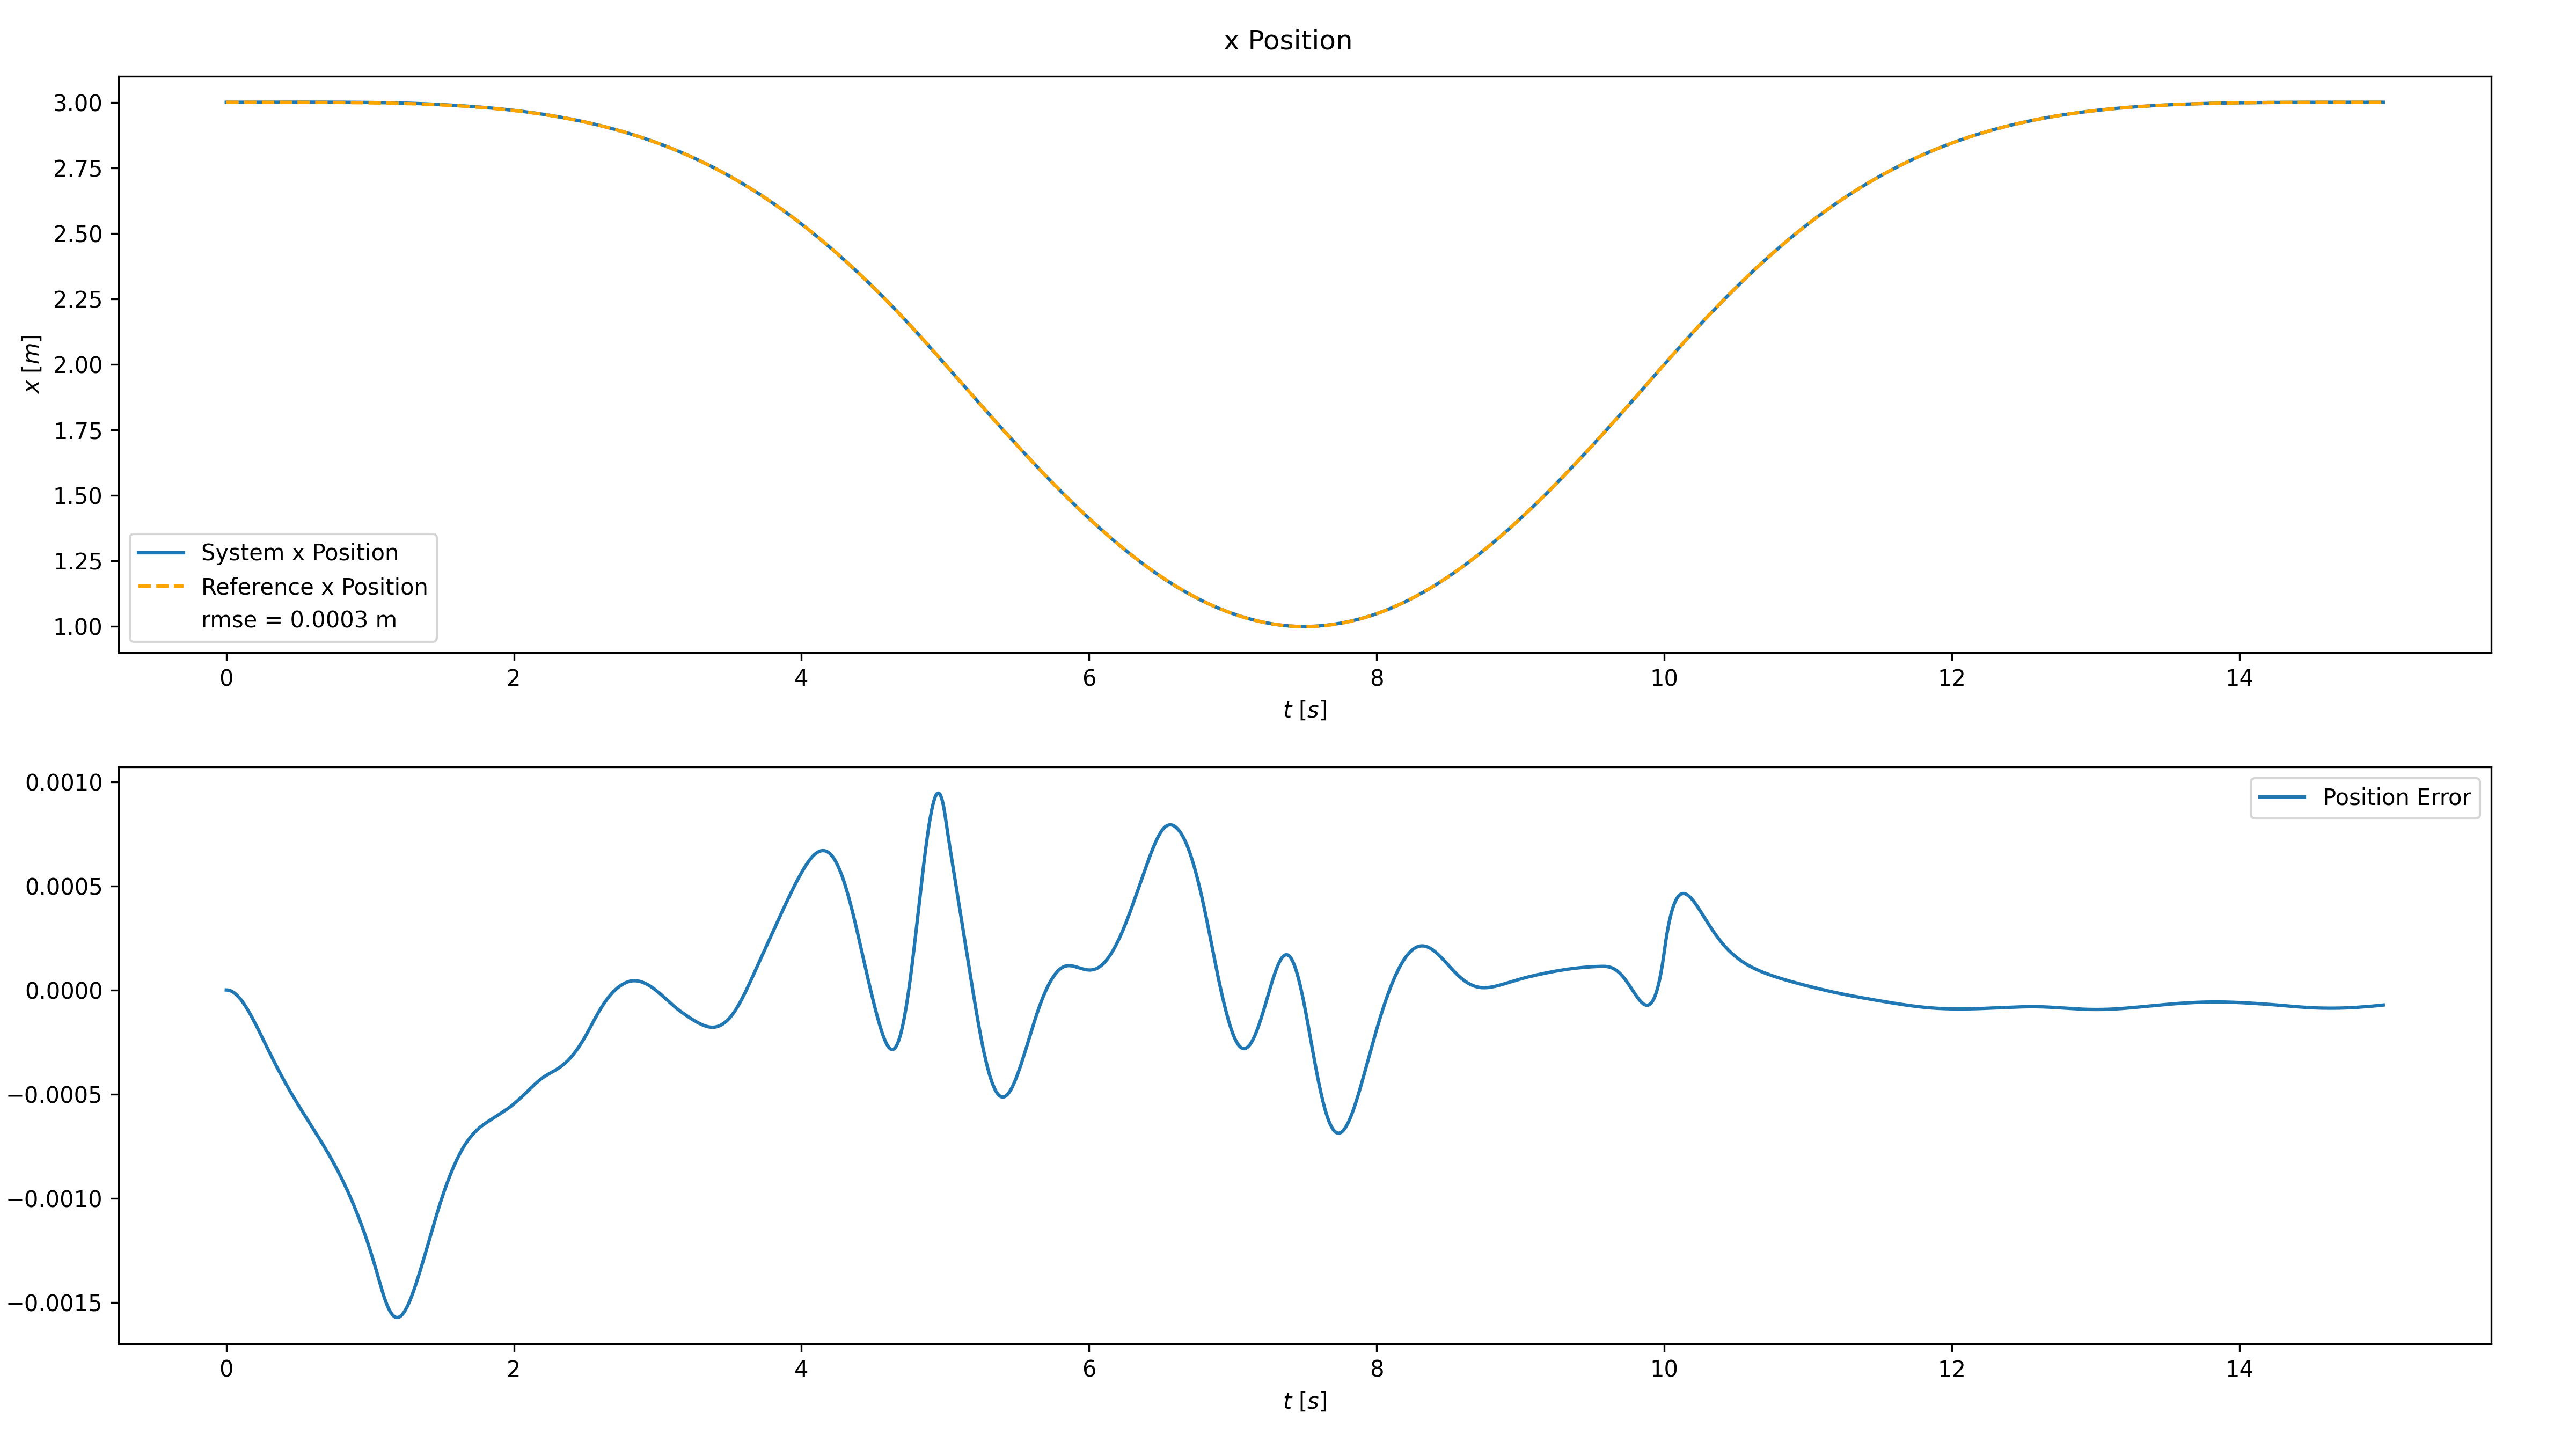 x Position
3.00
2.75
2.50
2.25
2.00
1.75
1.50
1.25
1.00
x [m]
System x Position
Reference x Position
rmse = 0.0003 m
0 2 4 6 8 10 12 14
t [s]
0.0010
0.0005
0.0000
−0.0005
−0.0010
−0.0015
Position Error
0 2 4 6 8 10 12 14
t [s]